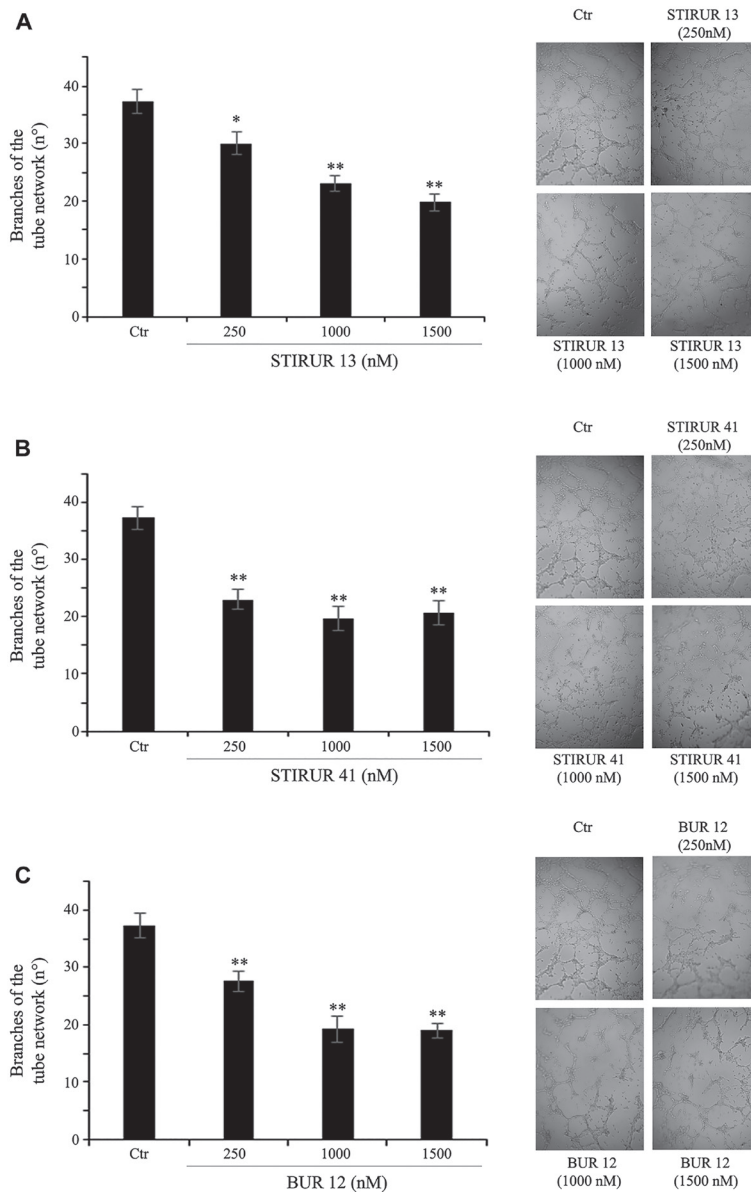 A
Ctr
STIRUR 13
(250nM)
Branches of the
tube network (n°)
40
30
20
10
0
*
**
**
Ctr
250
1000
1500
STIRUR 13 (nM)
STIRUR 13
(1000 nM)
STIRUR 13
(1500 nM)
B
Ctr
STIRUR 41
(250nM)
Branches of the
tube network (n°)
40
30
20
10
0
**
**
**
Ctr
250
1000
1500
STIRUR 41 (nM)
STIRUR 41
(1000 nM)
STIRUR 41
(1500 nM)
C
Ctr
BUR 12
(250nM)
Branches of the
tube network (n°)
40
30
20
10
0
**
**
**
Ctr
250
1000
1500
BUR 12 (nM)
BUR 12
(1000 nM)
BUR 12
(1500 nM)